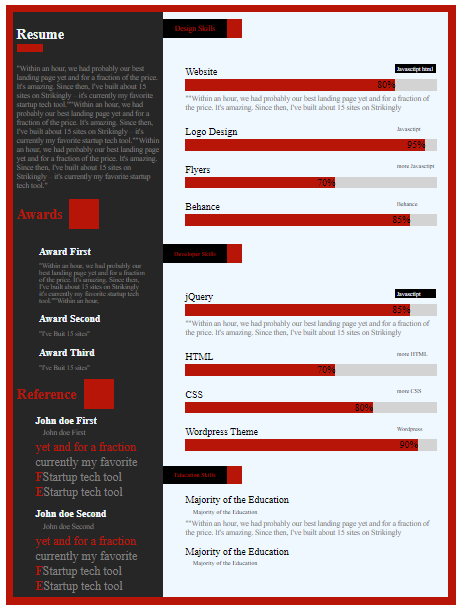 Resume
"Within an hour, we had probably our best
landing page yet and for a fraction of the price.
It's amazing. Since then, I've built about 15
sites on Strikingly – it's currently my favorite
startup tech tool.""Within an hour, we had
probably our best landing page yet and for a
fraction of the price. It's amazing. Since then,
I've built about 15 sites on Strikingly – it's
currently my favorite startup tech tool.""Within
an hour, we had probably our best landing page
yet and for a fraction of the price. It's amazing.
Since then, I've built about 15 sites on
Strikingly – it's currently my favorite startup
tech tool."
Awards
Award First
"Within an hour, we had probably our
best landing page yet and for a fraction
of the price. It's amazing. Since then,
I've built about 15 sites on Strikingly
it's currently my favorite startup tech
tool.""Within an hour,
Award Second
"I've Buit 15 sites"
Award Third
"I've Buit 15 sites"
Reference
John doe First
John doe First
yet and for a fraction
currently my favorite
FStartup tech tool
EStartup tech tool
John doe Second
John doe Second
yet and for a fraction
currently my favorite
FStartup tech tool
EStartup tech tool
Design Skills
Website
Javascript html
80%
""Within an hour, we had probably our best landing page yet and for a fraction of
the price. It's amazing. Since then, I've built about 15 sites on Strikingly
Logo Design
Javascript
95%
Flyers
more Javascript
70%
Behance
Behance
85%
Developer Skills
jQuery
Javascript
85%
""Within an hour, we had probably our best landing page yet and for a fraction of
the price. It's amazing. Since then, I've built about 15 sites on Strikingly
HTML
more HTML
70%
CSS
more CSS
80%
Wordpress Theme
Wordpress
90%
Education Skills
Majority of the Education
Majority of the Education
""Within an hour, we had probably our best landing page yet and for a fraction of
the price. It's amazing. Since then, I've built about 15 sites on Strikingly
Majority of the Education
Majority of the Education